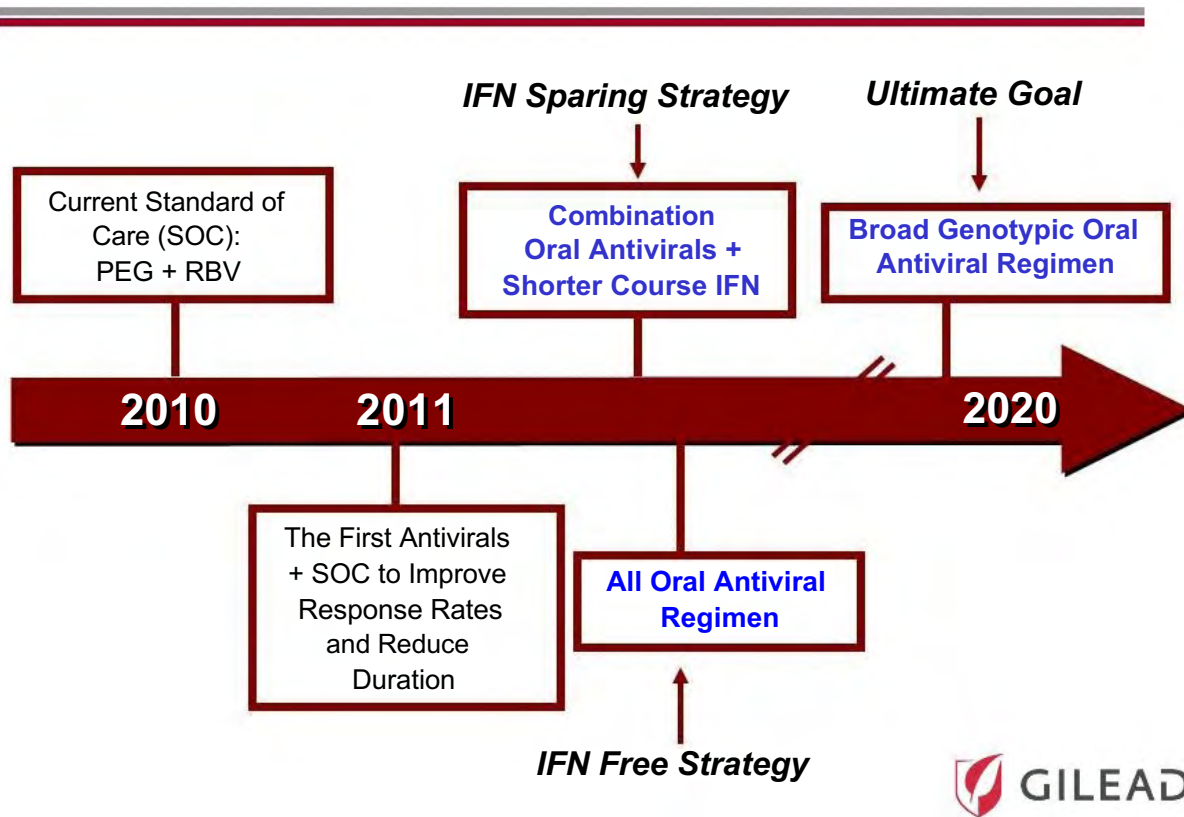 IFN Sparing Strategy
Ultimate Goal
Current Standard of
Care (SOC):
PEG + RBV
Combination
Oral Antivirals +
Shorter Course IFN
Broad Genotypic Oral
Antiviral Regimen
2010
2011
2020
The First Antivirals
+ SOC to Improve
Response Rates
and Reduce
Duration
All Oral Antiviral
Regimen
IFN Free Strategy
GILEAD